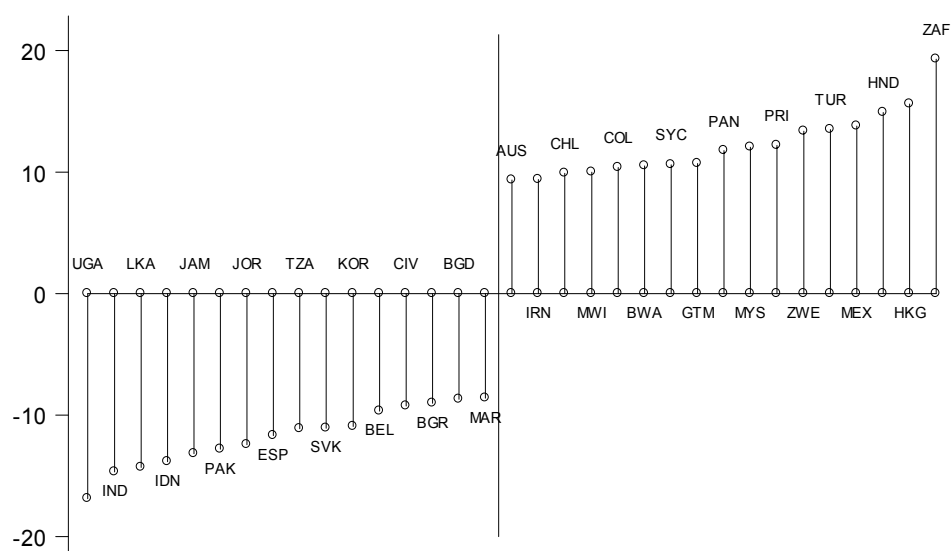 ZAF
20
HND
TUR
PRI
PAN
SYC
COL
CHL
AUS
10
UGA LKA JAM JOR TZA KOR CIV BGD
0
IRN MWI BWA GTM MYS ZWE MEX HKG
-10
MAR
BGR
BEL
SVK
ESP
PAK
IDN
IND
-20